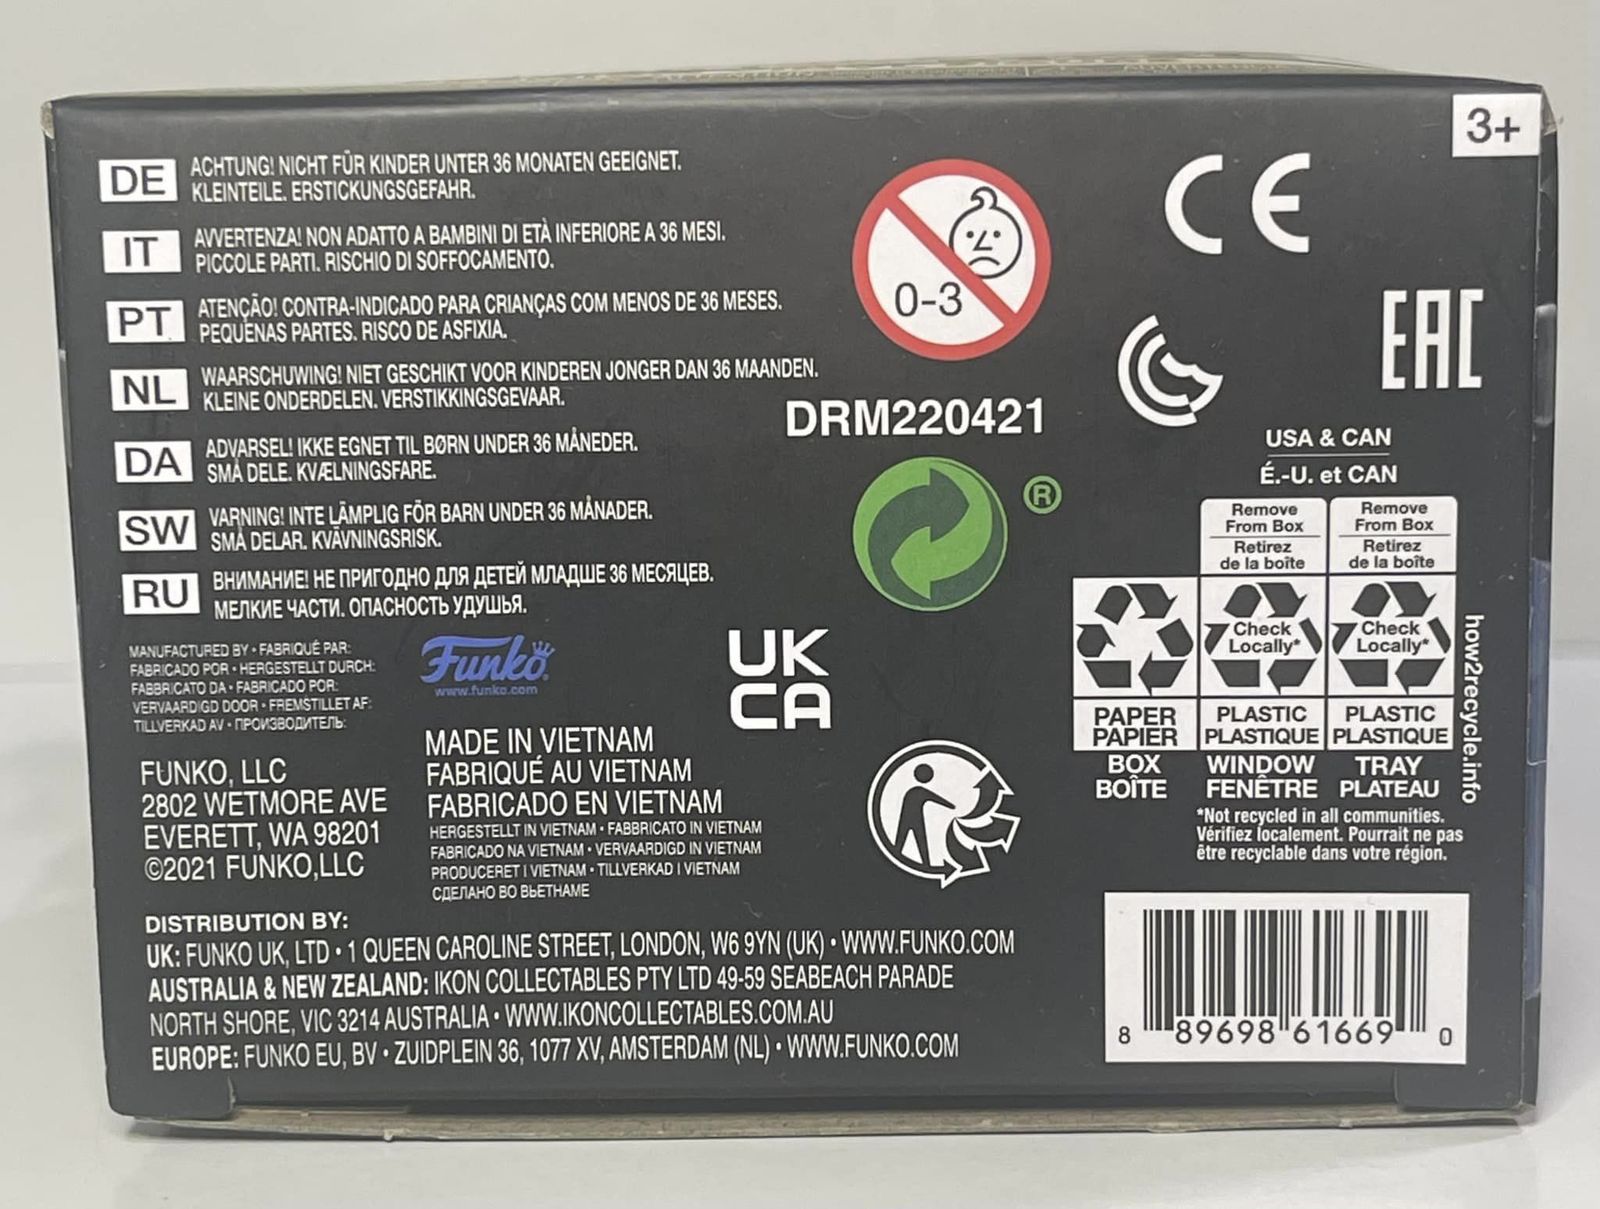 3+
DE
ACHTUNG! NICHT FÜR KINDER UNTER 36 MONATEN GEEIGNET.
KLEINTEILE. ERSTICKUNGSGEFAHR.
IT
AVVERTENZA! NON ADATTO A BAMBINI DI ETÀ INFERIORE A 36 MESI.
PICCOLE PARTI. RISCHIO DI SOFFOCAMENTO.
PT
ATENÇÃO! CONTRA-INDICADO PARA CRIANÇAS COM MENOS DE 36 MESES.
PEQUENAS PARTES. RISCO DE ASFIXIA.
NL
WAARSCHUWING! NIET GESCHIKT VOOR KINDEREN JONGER DAN 36 MAANDEN.
KLEINE ONDERDELEN. VERSTIKKINGSGEVAAR.
DA
ADVARSEL! IKKE EGNET TIL BØRN UNDER 36 MÅNEDER.
SMÅ DELE. KVÆLNINGSFARE.
SW
VARNING! INTE LÄMPLIG FÖR BARN UNDER 36 MÅNADER.
SMÅ DELAR. KVÄVNINGSRISK.
RU
ВНИМАНИЕ! НЕ ПРИГОДНО ДЛЯ ДЕТЕЙ МЛАДШЕ 36 МЕСЯЦЕВ.
МЕЛКИЕ ЧАСТИ. ОПАСНОСТЬ УДУШЬЯ.
0-3
CE
EAC
DRM220421
®
UK
CA
MANUFACTURED BY • FABRIQUÉ PAR:
FABRICADO POR • HERGESTELLT DURCH:
FABBRICATO DA • FABRICADO POR:
VERVAARDIGD DOOR • FREMSTILLET AF:
TILLVERKAD AV • ПРОИЗВОДИТЕЛЬ:
Funko
www.funko.com
FUNKO, LLC
2802 WETMORE AVE
EVERETT, WA 98201
©2021 FUNKO,LLC
MADE IN VIETNAM
FABRIQUÉ AU VIETNAM
FABRICADO EN VIETNAM
HERGESTELLT IN VIETNAM • FABBRICATO IN VIETNAM
FABRICADO NA VIETNAM • VERVAARDIGD IN VIETNAM
PRODUCERET I VIETNAM • TILLVERKAD I VIETNAM
СДЕЛАНО ВО ВЬЕТНАМЕ
USA & CAN
É.-U. et CAN
Remove From Box
Retirez de la boîte
Remove From Box
Retirez de la boîte
Check Locally*
Check Locally*
PAPER PAPIER
PLASTIC PLASTIQUE
PLASTIC PLASTIQUE
BOX BOÎTE
WINDOW FENÊTRE
TRAY PLATEAU
how2recycle.info
*Not recycled in all communities.
Vérifiez localement. Pourrait ne pas
être recyclable dans votre région.
DISTRIBUTION BY:
UK: FUNKO UK, LTD • 1 QUEEN CAROLINE STREET, LONDON, W6 9YN (UK) • WWW.FUNKO.COM
AUSTRALIA & NEW ZEALAND: IKON COLLECTABLES PTY LTD 49-59 SEABEACH PARADE
NORTH SHORE, VIC 3214 AUSTRALIA • WWW.IKONCOLLECTABLES.COM.AU
EUROPE: FUNKO EU, BV • ZUIDPLEIN 36, 1077 XV, AMSTERDAM (NL) • WWW.FUNKO.COM
8 89698 61669 0